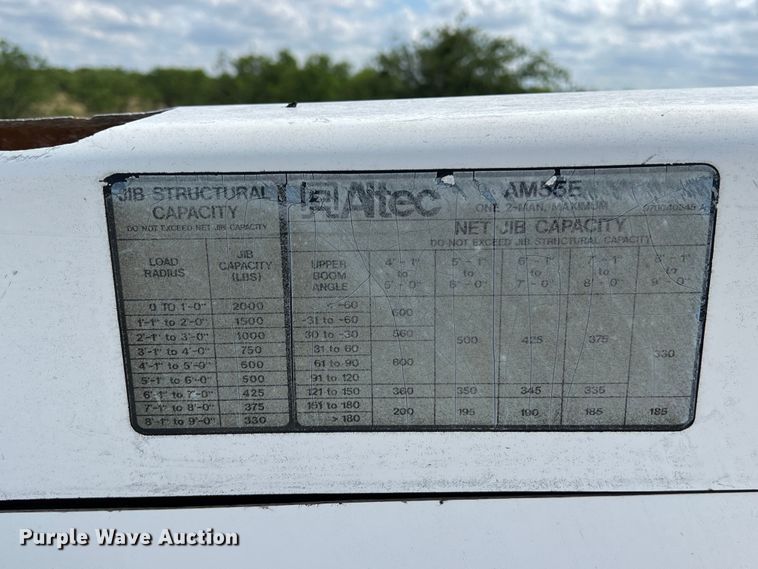 JIB STRUCTURAL
CAPACITY
DO NOT EXCEED NET JIB CAPACITY
LOAD RADIUS JIB CAPACITY (LBS)
0 TO 1'-0" 2000
1'-1" to 2'-0" 1500
2'-1" to 3'-0" 1000
3'-1" to 4'-0" 750
4'-1" to 5'-0" 600
5'-1" to 6'-0" 500
6'-1" to 7'-0" 425
7'-1" to 8'-0" 375
8'-1" to 9'-0" 330
Altec AM55E
ONE 2-MAN, MAXIMUM
NET JIB CAPACITY
DO NOT EXCEED JIB STRUCTURAL CAPACITY
UPPER BOOM ANGLE 4'-1" to 5'-0" 5'-1" to 6'-0" 6'-1" to 7'-0" 7'-1" to 8'-0" 8'-1" to 9'-0"
< -60
-31 to -60 600
30 to -30 560
31 to 60
61 to 90 600 500 425 375 330
91 to 120
121 to 150 360 350 345 335
151 to 180
> 180 200 195 190 185 185
Purple Wave Auction